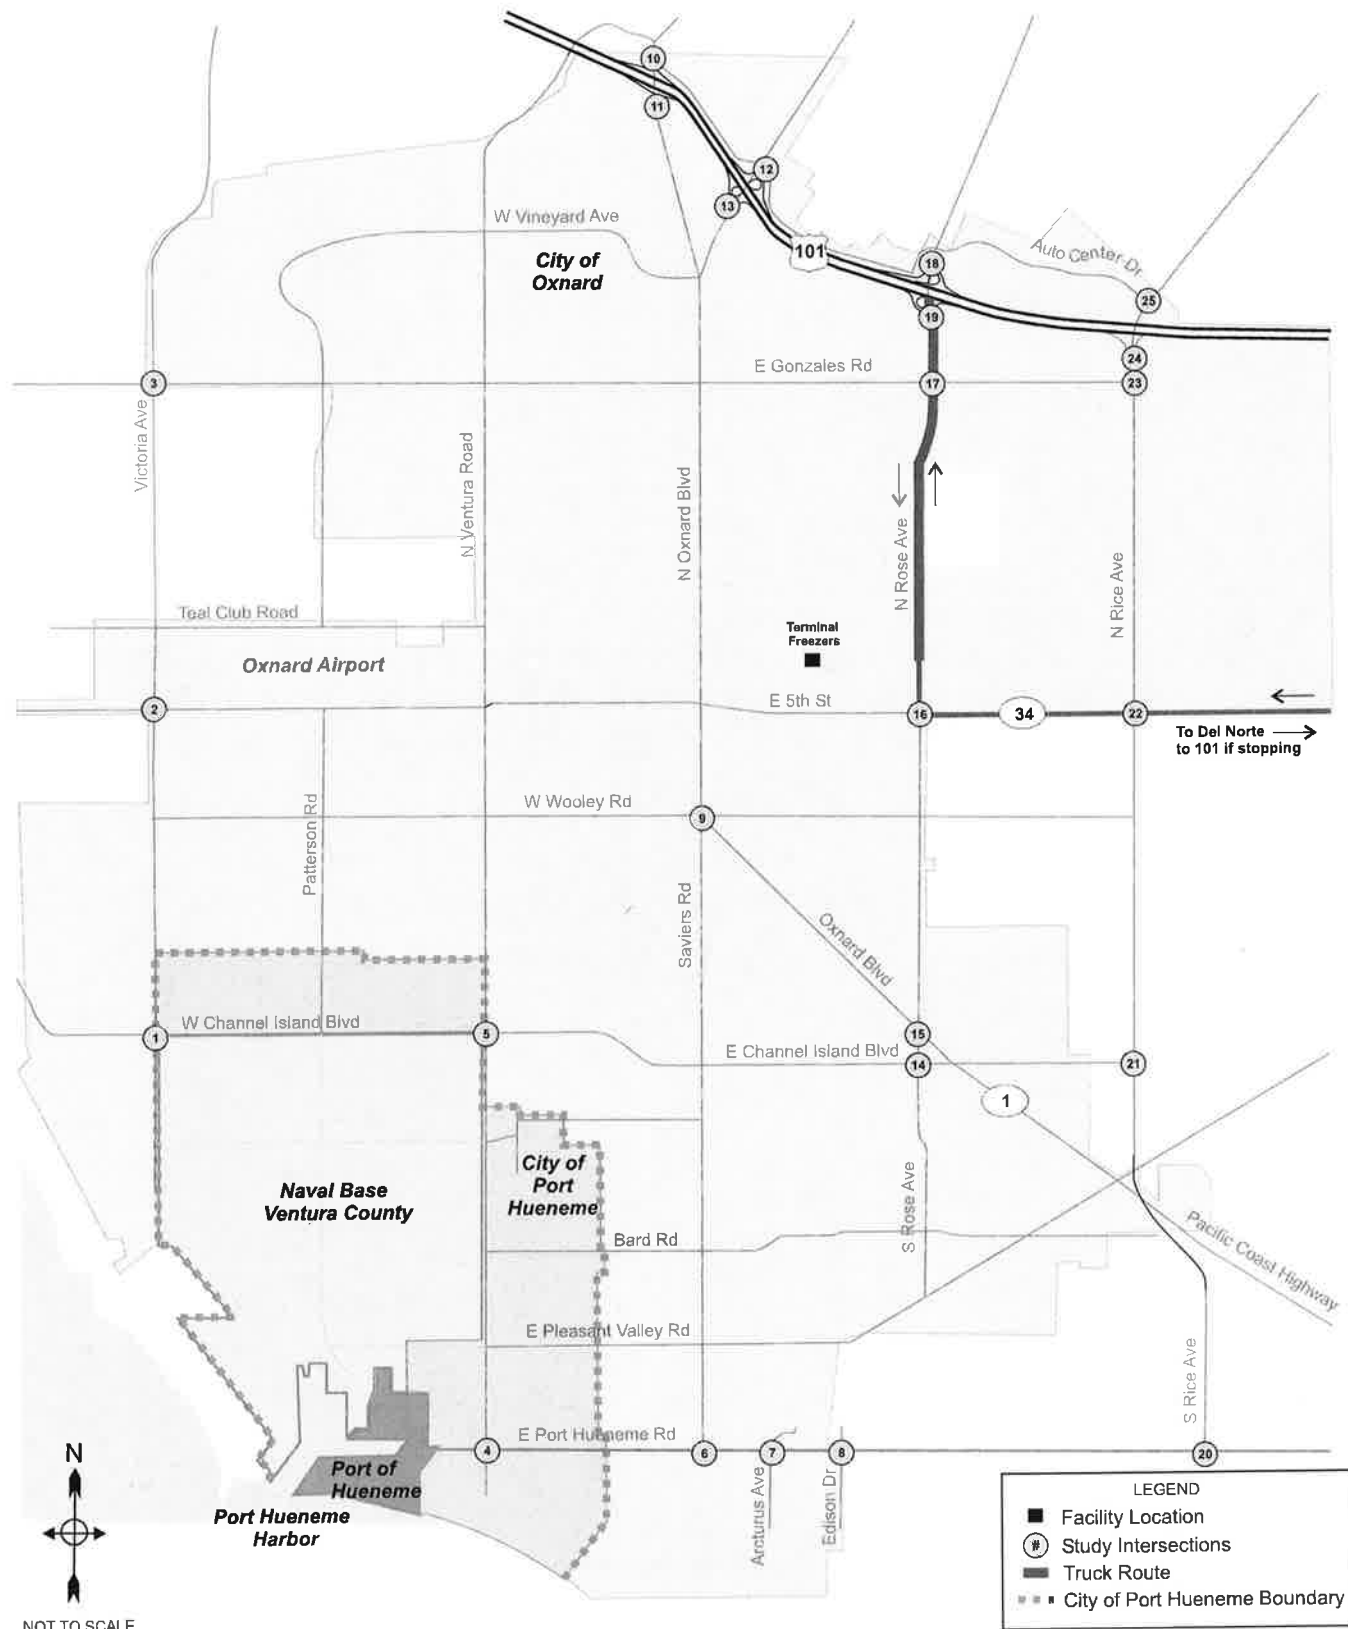 10
11
12
13
W Vineyard Ave
City of
Oxnard
101
18
Auto Center Dr
25
19
24
E Gonzales Rd
3
17
23
Victoria Ave
N Ventura Road
N Oxnard Blvd
N Rose Ave
N Rice Ave
Teal Club Road
Terminal
Freezers
Oxnard Airport
E 5th St
2
16
34
22
To Del Norte
to 101 if stopping
W Wooley Rd
9
Patterson Rd
Saviers Rd
Oxnard Blvd
W Channel Island Blvd
1
5
15
E Channel Island Blvd
14
21
1
City of
Port
Hueneme
Naval Base
Ventura County
S Rose Ave
Bard Rd
Pacific Coast Highway
E Pleasant Valley Rd
S Rice Ave
E Port Hueneme Rd
4
6
7
8
20
N
Port of
Hueneme
Port Hueneme
Harbor
Arcturus Ave
Edison Dr
LEGEND
Facility Location
# Study Intersections
Truck Route
City of Port Hueneme Boundary
NOT TO SCALE